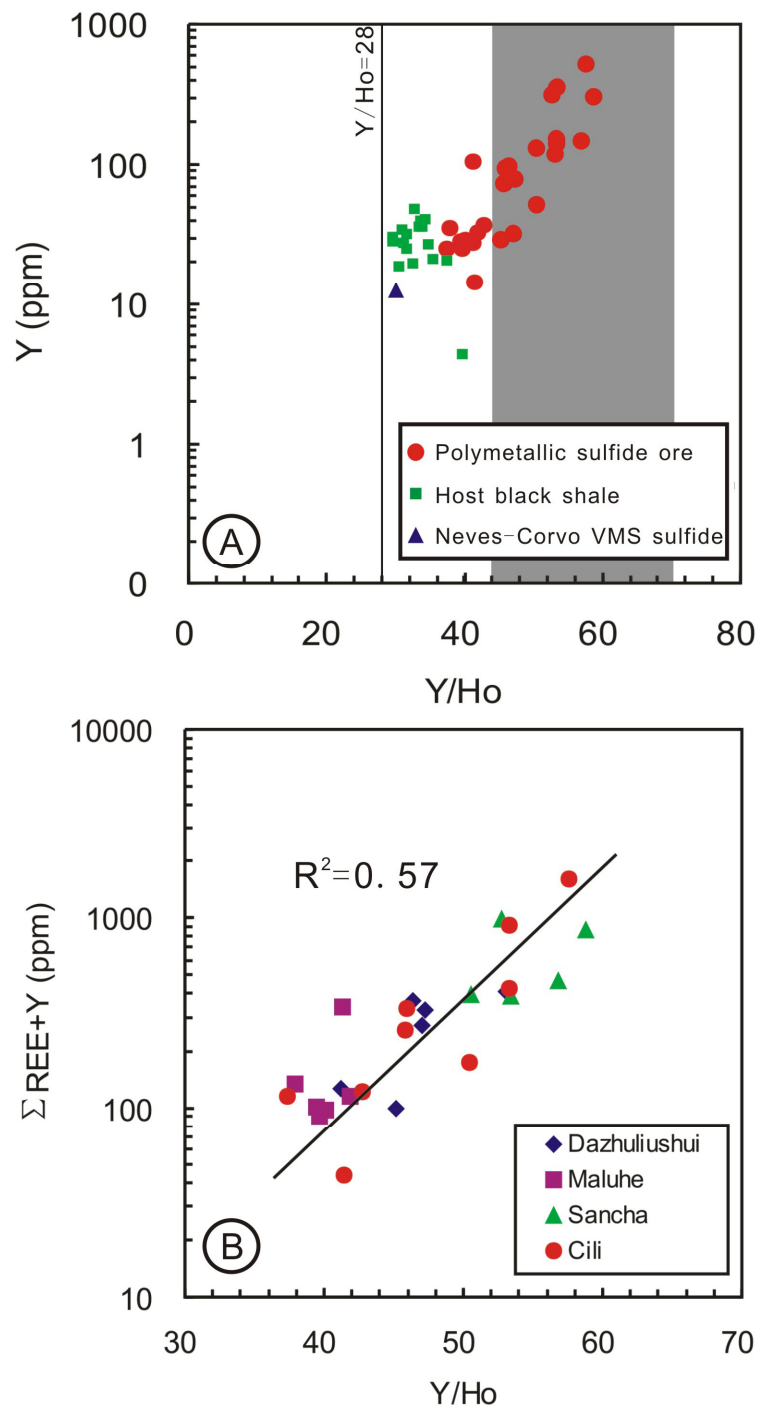 1000
100
10
1
0
Y (ppm)
Y/Ho=28
Polymetallic sulfide ore
Host black shale
Neves-Corvo VMS sulfide
A
0 20 40 60 80
Y/Ho
10000
1000
100
10
ΣREE+Y (ppm)
R²=0.57
Dazhuliushui
Maluhe
Sancha
Cili
B
30 40 50 60 70
Y/Ho